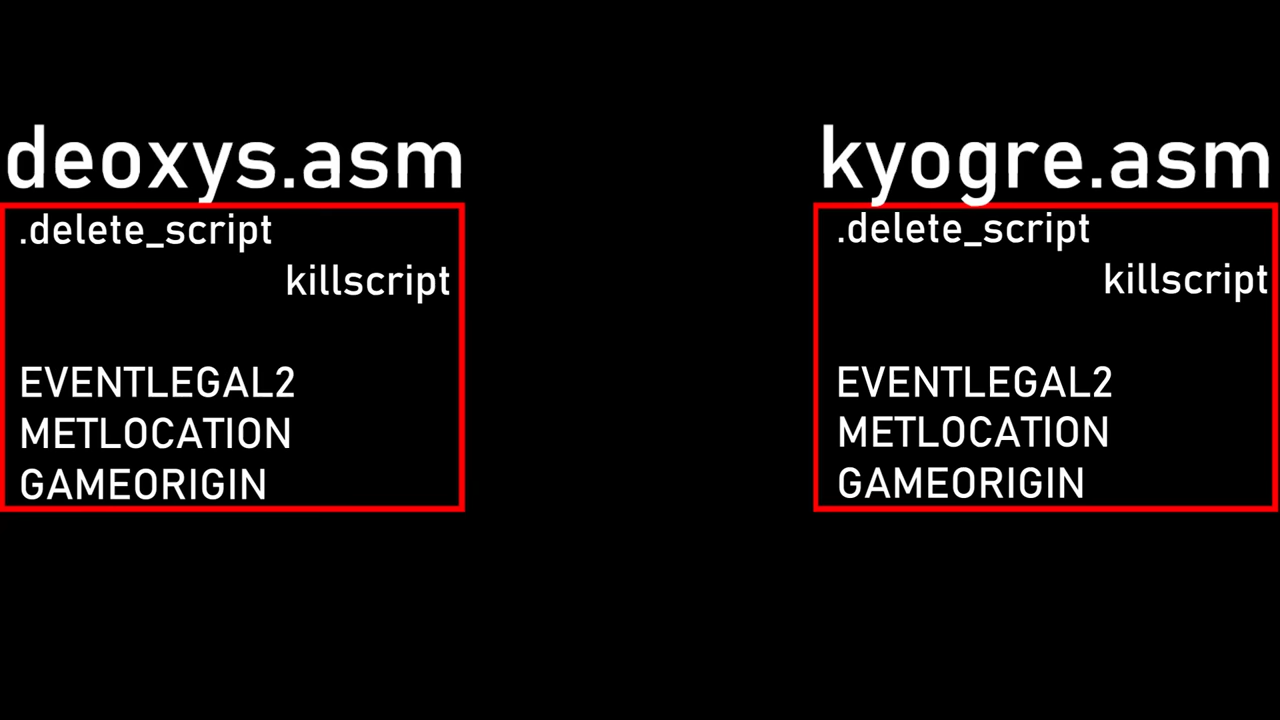 deoxys.asm
.delete_script
killscript
EVENTLEGAL2
METLOCATION
GAMEORIGIN
kyogre.asm
.delete_script
killscript
EVENTLEGAL2
METLOCATION
GAMEORIGIN